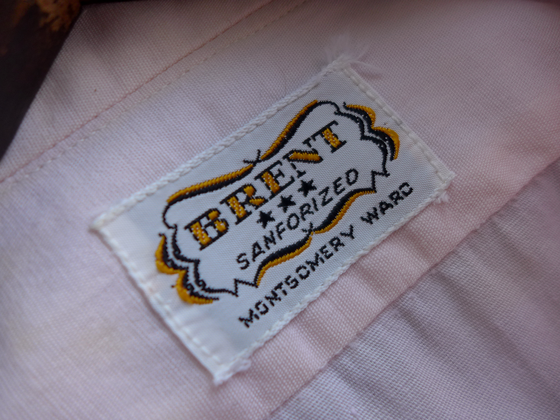 BRENT
★★★
SANFORIZED
MONTGOMERY WARD